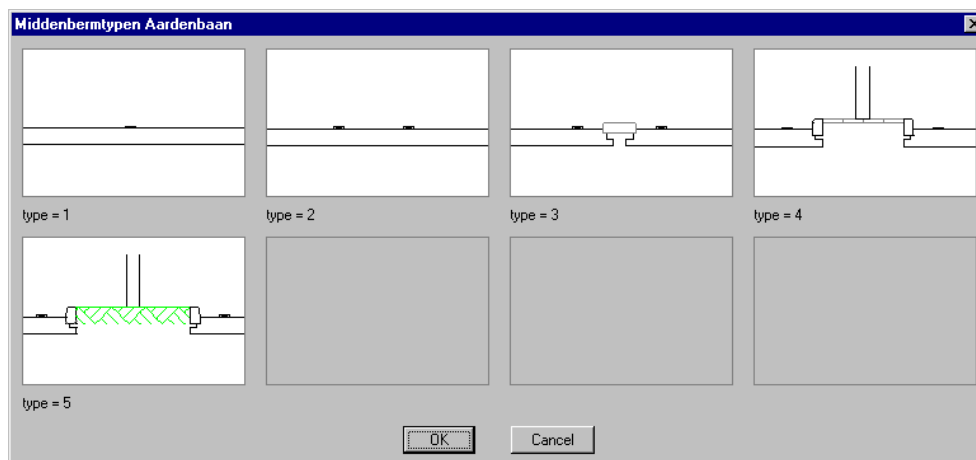 Middenbermtypen Aardenbaan
type = 1
type = 2
type = 3
type = 4
type = 5
OK
Cancel